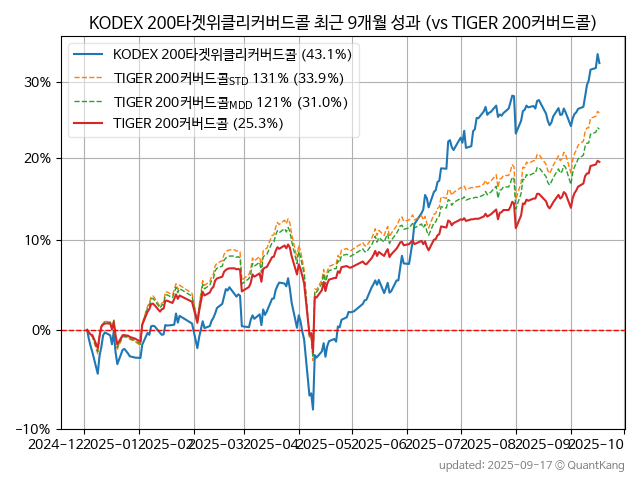 KODEX 200타겟위클리커버드콜 최근 9개월 성과 (vs TIGER 200커버드콜)
KODEX 200타겟위클리커버드콜 (43.1%)
TIGER 200커버드콜STD 131% (33.9%)
TIGER 200커버드콜MDD 121% (31.0%)
TIGER 200커버드콜 (25.3%)
30%
20%
10%
0%
−10%
2024-12 2025-01 2025-02 2025-03 2025-04 2025-05 2025-06 2025-07 2025-08 2025-09 2025-10
updated: 2025-09-17 © QuantKang